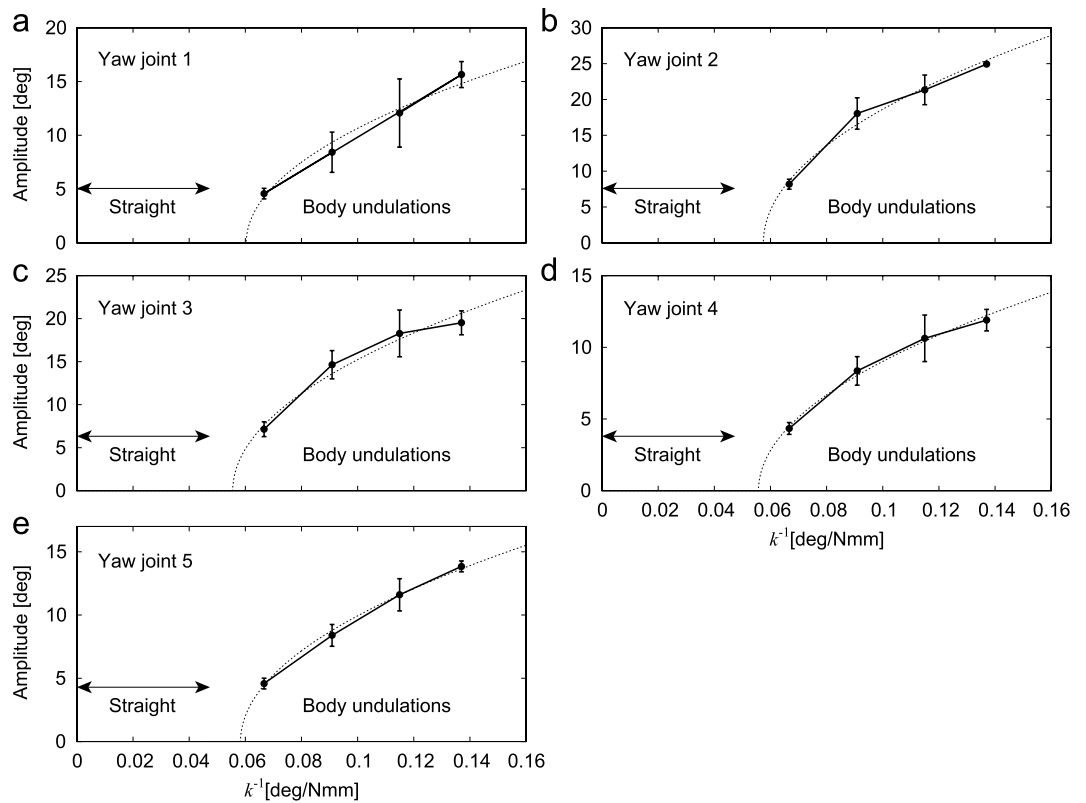 a
20
15
10
5
0
Amplitude [deg]
Yaw joint 1
Straight
Body undulations
b
30
25
20
15
10
5
0
Yaw joint 2
Straight
Body undulations
c
25
20
15
10
5
0
Amplitude [deg]
Yaw joint 3
Straight
Body undulations
d
15
10
5
0
Yaw joint 4
Straight
Body undulations
0 0.02 0.04 0.06 0.08 0.1 0.12 0.14 0.16
k⁻¹[deg/Nmm]
e
15
10
5
0
Amplitude [deg]
Yaw joint 5
Straight
Body undulations
0 0.02 0.04 0.06 0.08 0.1 0.12 0.14 0.16
k⁻¹[deg/Nmm]